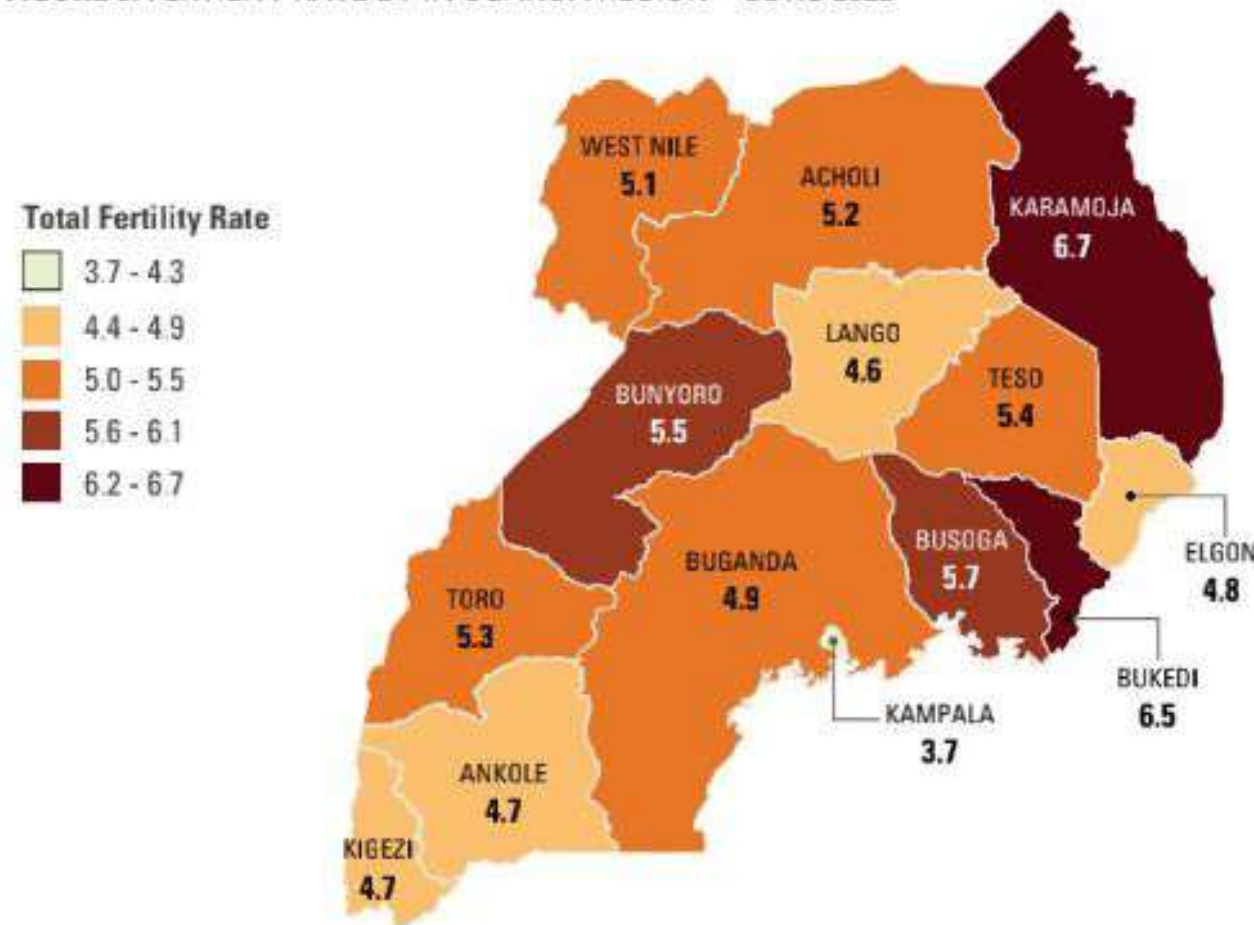 Total Fertility Rate
3.7 - 4.3
4.4 - 4.9
5.0 - 5.5
5.6 - 6.1
6.2 - 6.7
WEST NILE
5.1
ACHOLI
5.2
KARAMOJA
6.7
LANGO
4.6
TESO
5.4
BUNYORO
5.5
ELGON
4.8
BUSOGA
5.7
BUGANDA
4.9
TORO
5.3
BUKEDI
6.5
KAMPALA
3.7
ANKOLE
4.7
KIGEZI
4.7